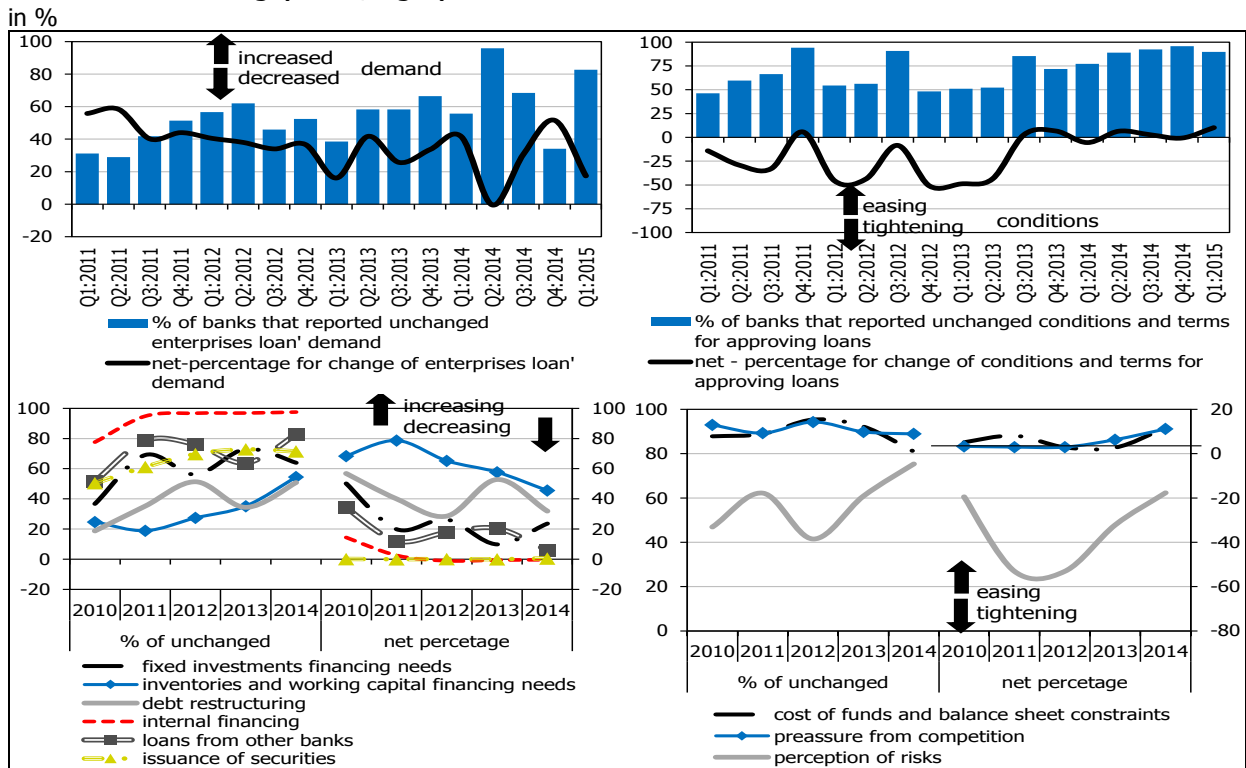 in %
100
80
60
40
20
0
-20
increased
decreased
demand
Q1:2011
Q2:2011
Q3:2011
Q4:2011
Q1:2012
Q2:2012
Q3:2012
Q4:2012
Q1:2013
Q2:2013
Q3:2013
Q4:2013
Q1:2014
Q2:2014
Q3:2014
Q4:2014
Q1:2015
% of banks that reported unchanged
enterprises loan' demand
net-percentage for change of enterprises loan'
demand
100
75
50
25
0
-25
-50
-75
-100
easing
tightening
conditions
Q1:2011
Q2:2011
Q3:2011
Q4:2011
Q1:2012
Q2:2012
Q3:2012
Q4:2012
Q1:2013
Q2:2013
Q3:2013
Q4:2013
Q1:2014
Q2:2014
Q3:2014
Q4:2014
Q1:2015
% of banks that reported unchanged conditions and terms
for approving loans
net - percentage for change of conditions and terms for
approving loans
100
80
60
40
20
0
-20
increasing
decreasing
100
80
60
40
20
0
-20
2010 2011 2012 2013 2014 2010 2011 2012 2013 2014
% of unchanged net percetage
fixed investments financing needs
inventories and working capital financing needs
debt restructuring
internal financing
loans from other banks
issuance of securities
100
80
60
40
20
0
easing
tightening
20
0
-20
-40
-60
-80
2010 2011 2012 2013 2014 2010 2011 2012 2013 2014
% of unchanged net percetage
cost of funds and balance sheet constraints
preassure from competition
perception of risks